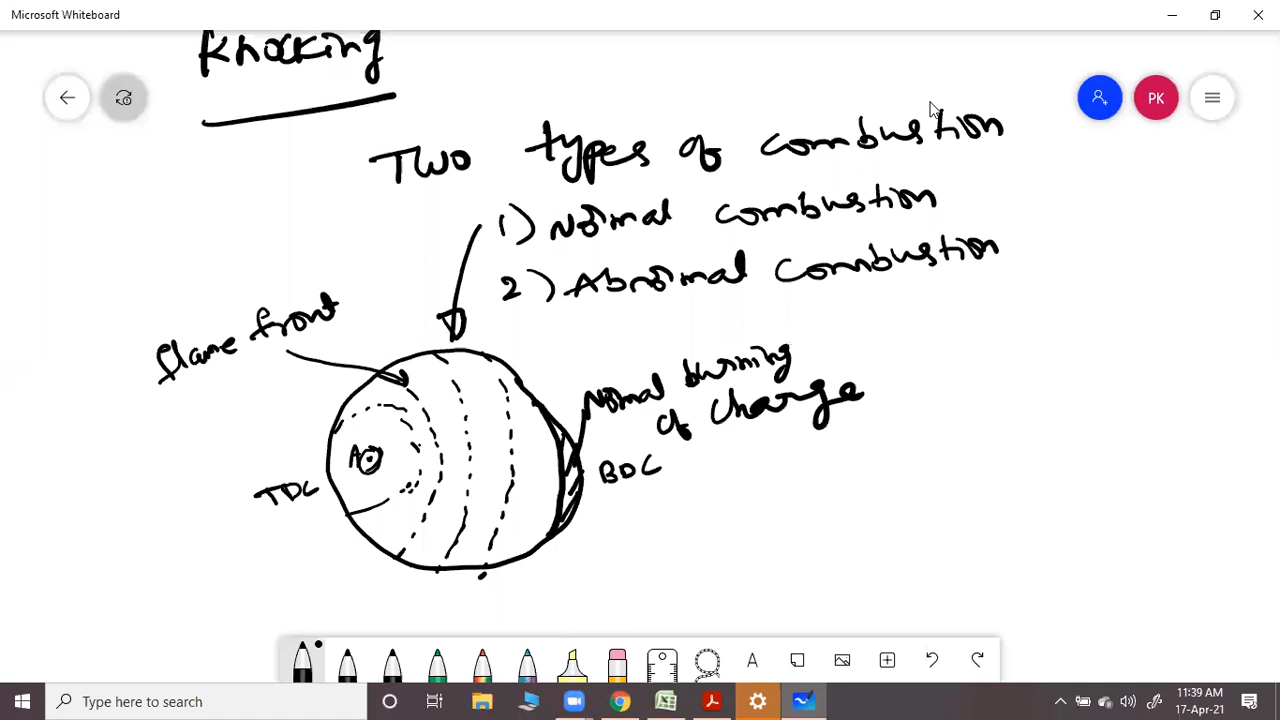 Microsoft Whiteboard
Knocking
PK
Two types of combustion
1) Normal combustion
2) Abnormal combustion
flame front
Normal burning
of charge
A
BDC
TDC
A
Type here to search
11:39 AM
17-Apr-21